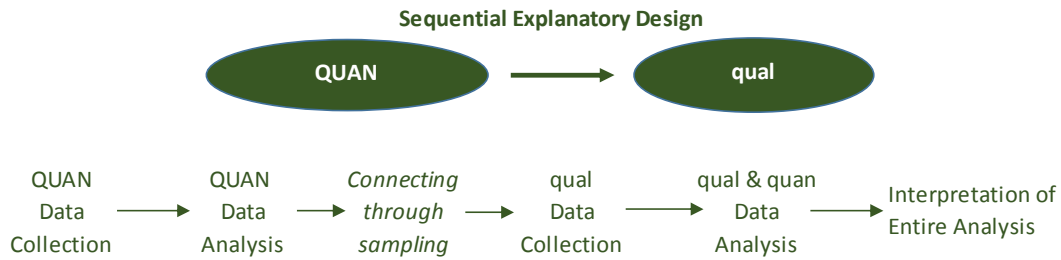 Sequential Explanatory Design
QUAN
qual
QUAN
Data
Collection
QUAN
Data
Analysis
Connecting
through
sampling
qual
Data
Collection
qual & quan
Data
Analysis
Interpretation of
Entire Analysis